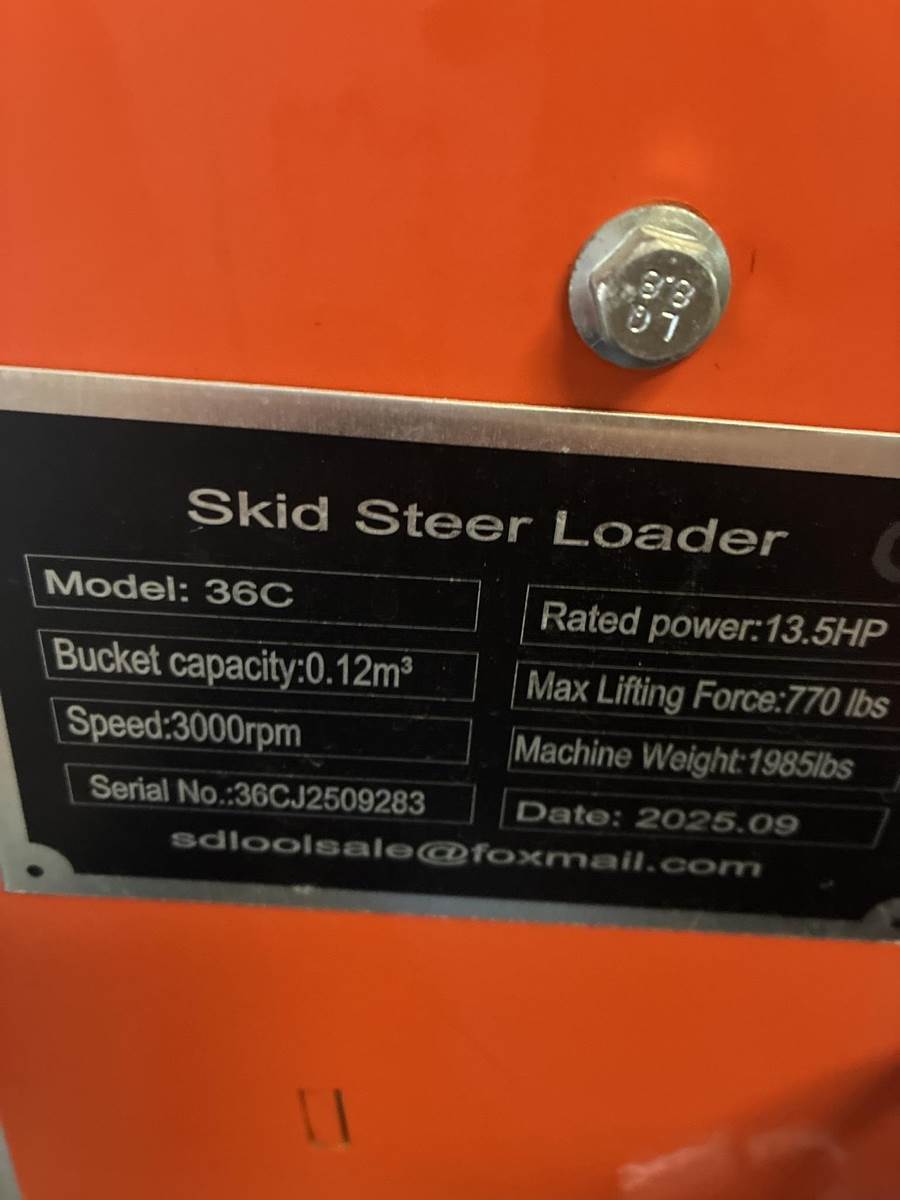 8.8
LQ
Skid Steer Loader
Model: 36C
Rated power:13.5HP
Bucket capacity:0.12m³
Max Lifting Force:770 lbs
Speed:3000rpm
Machine Weight:1985lbs
Serial No.:36CJ2509283
Date: 2025.09
sdloolsale@foxmail.com